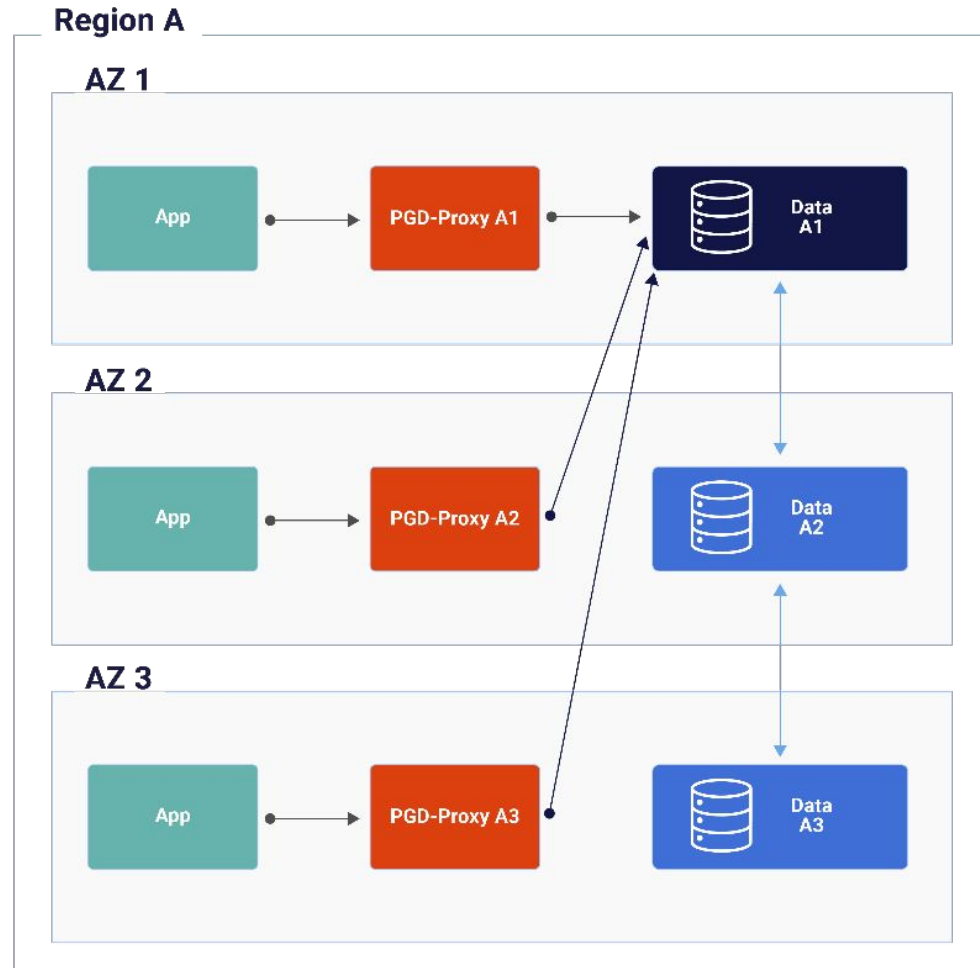 Region A
AZ 1
App
PGD-Proxy A1
Data
A1
AZ 2
App
PGD-Proxy A2
Data
A2
AZ 3
App
PGD-Proxy A3
Data
A3